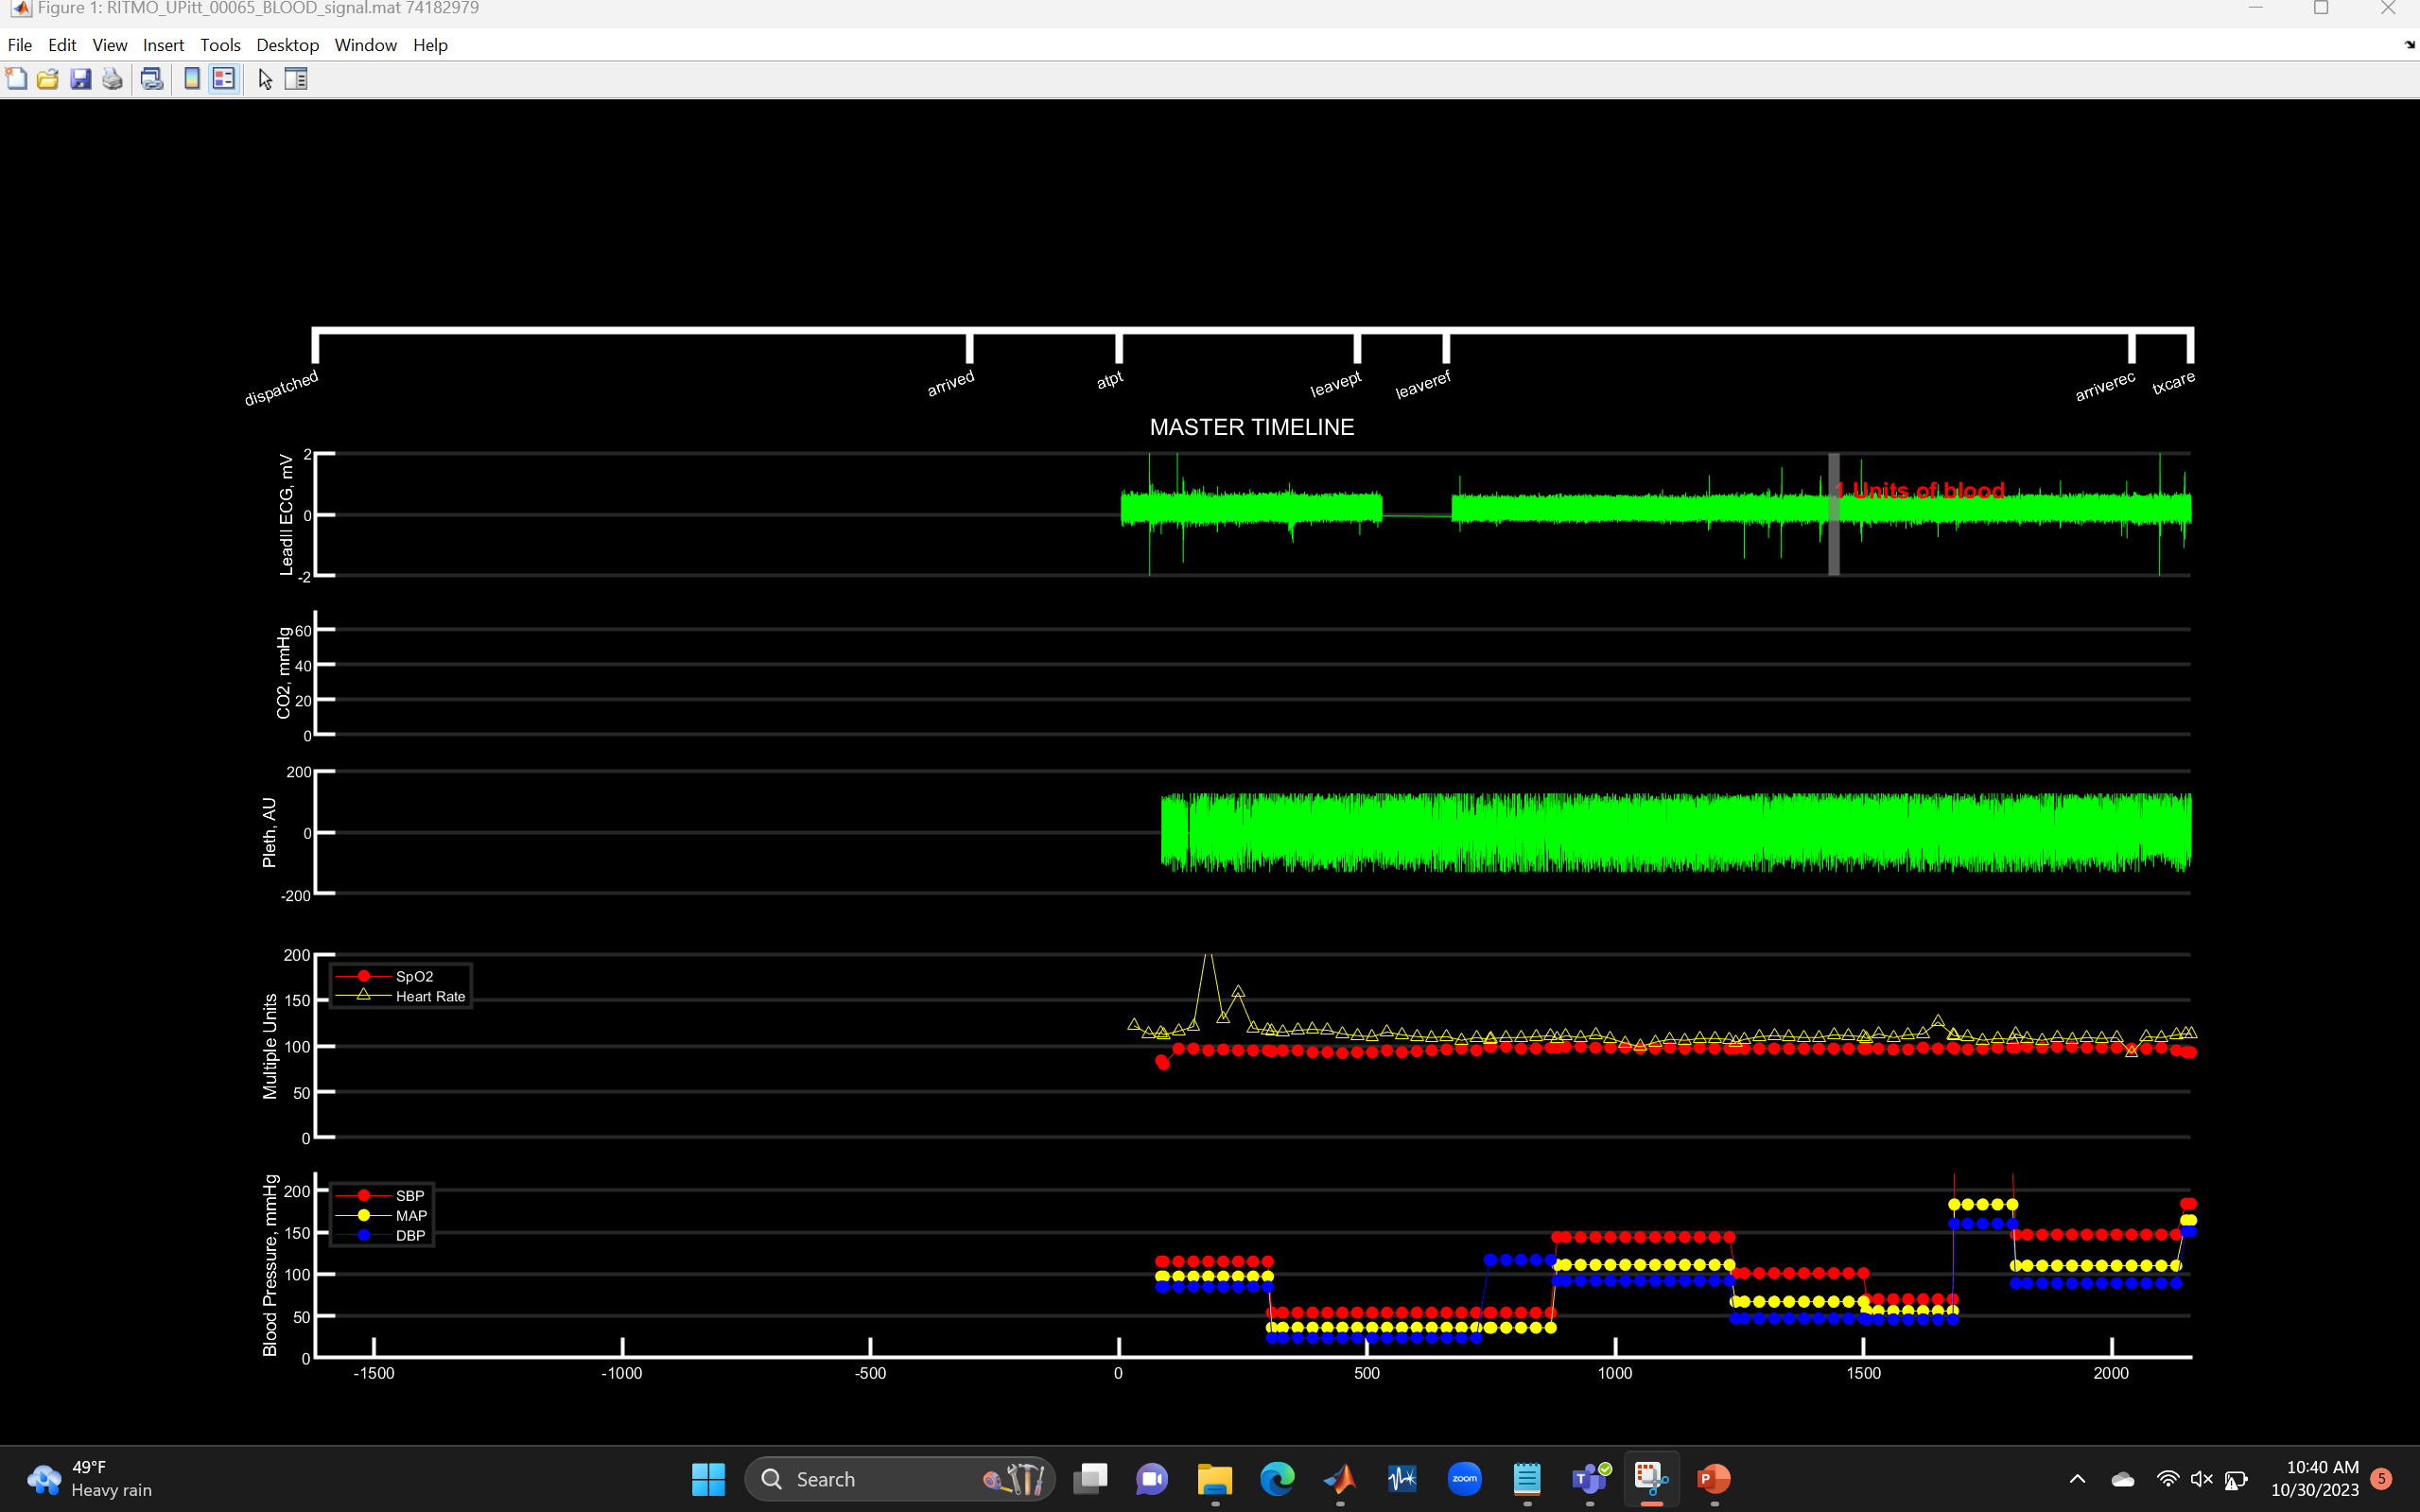 Figure 1: RITMO_UPitt_00065_BLOOD_signal.mat 74182979
File Edit View Insert Tools Desktop Window Help
dispatched arrived atpt leavept leaveref arriverec txcare
MASTER TIMELINE
LeadII ECG, mV
2
0
-2
1 Units of blood
CO2, mmHg
60
40
20
0
Pleth, AU
200
0
-200
Multiple Units
200
150
100
50
0
SpO2
Heart Rate
Blood Pressure, mmHg
200
150
100
50
0
SBP
MAP
DBP
-1500 -1000 -500 0 500 1000 1500 2000
49°F
Heavy rain
Search
zoom
10:40 AM
10/30/2023
5